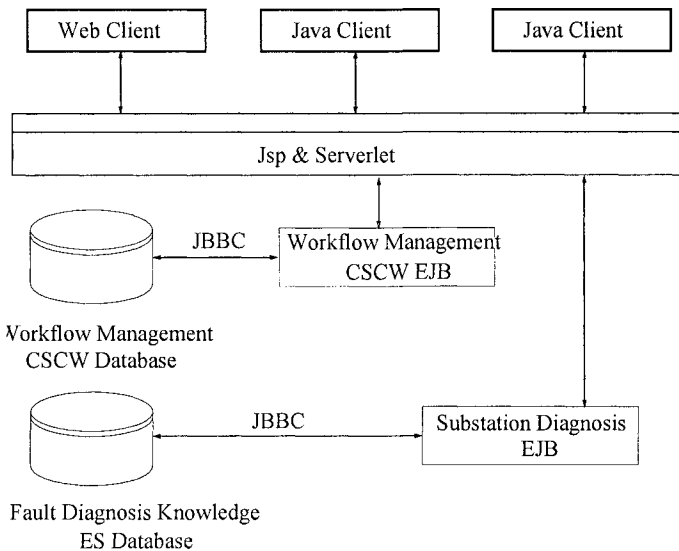 Web Client
Java Client
Java Client
Jsp & Serverlet
JBBC
Workflow Management
CSCW EJB
Workflow Management
CSCW Database
JBBC
Substation Diagnosis
EJB
Fault Diagnosis Knowledge
ES Database